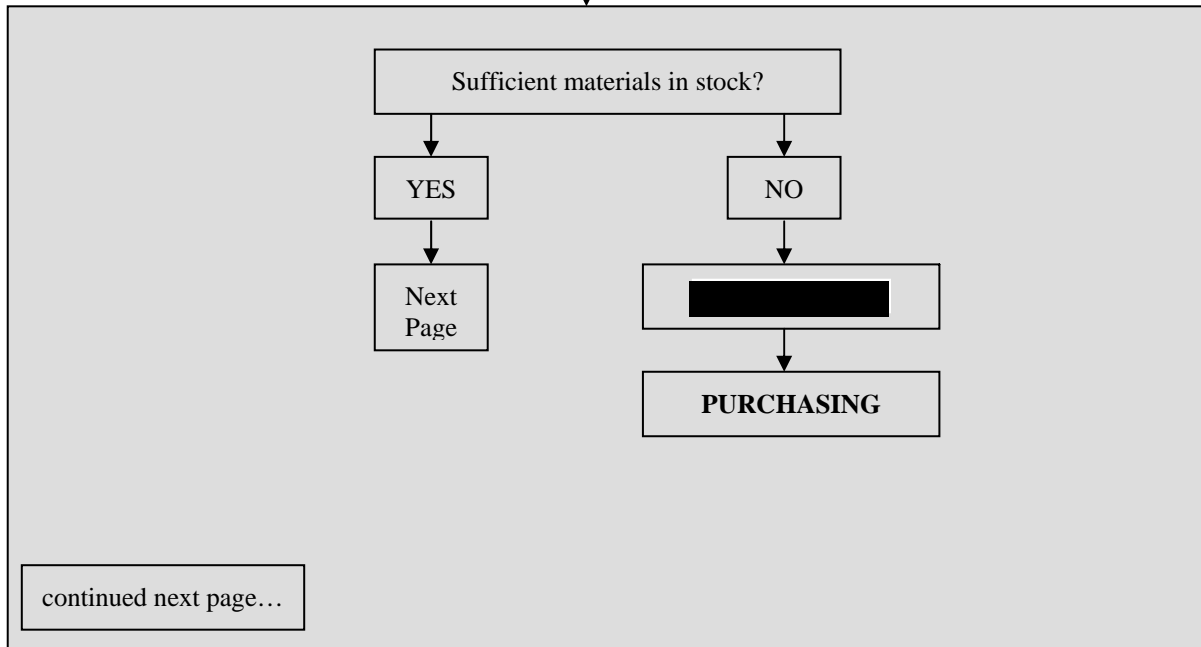 Sufficient materials in stock?
YES
NO
Next
Page
PURCHASING
continued next page…